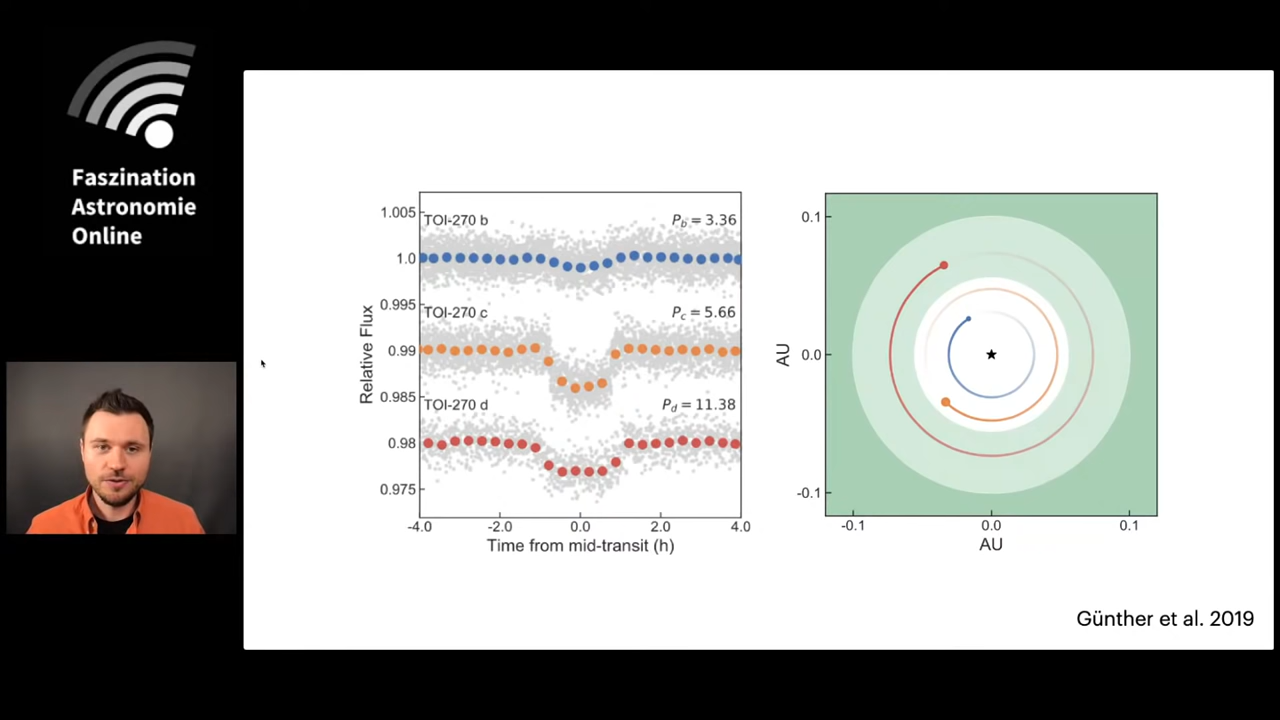 Faszination
Astronomie
Online
1.005
1.0
0.995
0.99
0.985
0.98
0.975
Relative Flux
TOI-270 b
P_b = 3.36
TOI-270 c
P_c = 5.66
TOI-270 d
P_d = 11.38
-4.0 -2.0 0.0 2.0 4.0
Time from mid-transit (h)
0.1
0.0
-0.1
AU
-0.1 0.0 0.1
AU
Günther et al. 2019